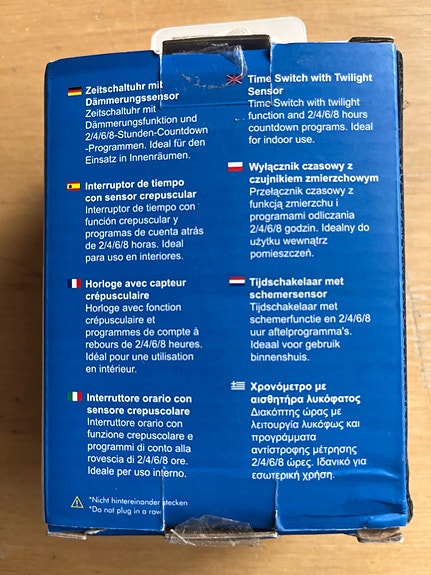 Zeitschaltuhr mit
Dämmerungssensor
Zeitschaltuhr mit
Dämmerungsfunktion und
2/4/6/8-Stunden-Countdown
-Programmen. Ideal für den
Einsatz in Innenräumen.
Interruptor de tiempo
con sensor crepuscular
Interruptor de tiempo con
función crepuscular y
programas de cuenta atrás
de 2/4/6/8 horas. Ideal
para uso en interiores.
Horloge avec capteur
crépusculaire
Horloge avec fonction
crépusculaire et
programmes de compte à
rebours de 2/4/6/8 heures.
Idéal pour une utilisation
en intérieur.
Interruttore orario con
sensore crepuscolare
Interruttore orario con
funzione crepuscolare e
programmi di conto alla
rovescia di 2/4/6/8 ore.
Ideale per uso interno.
*Nicht hintereinander stecken
*Do not plug in a row
Time Switch with Twilight
Sensor
Time Switch with twilight
function and 2/4/6/8 hours
countdown programs. Ideal
for indoor use.
Wyłącznik czasowy z
czujnikiem zmierzchowym
Przełącznik czasowy z
funkcją zmierzchu i
programami odliczania
2/4/6/8 godzin. Idealny do
użytku wewnątrz
pomieszczeń.
Tijdschakelaar met
schemersensor
Tijdschakelaar met
schemerfunctie en 2/4/6/8
uur aftelprogramma's.
Ideaal voor gebruik
binnenshuis.
Χρονόμετρο με
αισθητήρα λυκόφατος
Διακόπτης ώρας με
λειτουργία λυκόφως και
προγράμματα
αντίστροφης μέτρησης
2/4/6/8 ώρες. Ιδανικό για
εσωτερική χρήση.